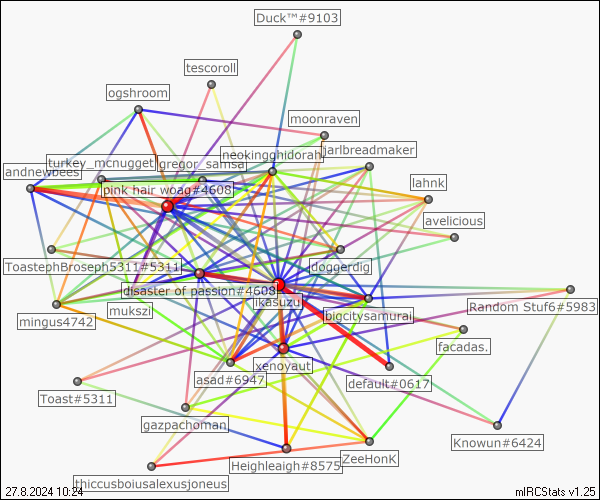 Duck™#9103
tescoroll
ogshroom
moonraven
jarlbreadmaker
neokingghidorah
turkey_mcnugget
gregor_samsa
andnewbees
lahnk
pink hair woag#4608
avelicious
ToastephBroseph5311#5311
doggerdig
disaster of passion#4608
mukszi
ikasuzu
Random Stuf6#5983
mingus4742
bigcitysamurai
facadas.
xenoyaut
asad#6947
default#0617
Toast#5311
gazpachoman
Knowun#6424
ZeeHonK
Heighleaigh#8575
thiccusboiusalexusjoneus
27.8.2024 10:24
mIRCStats v1.25